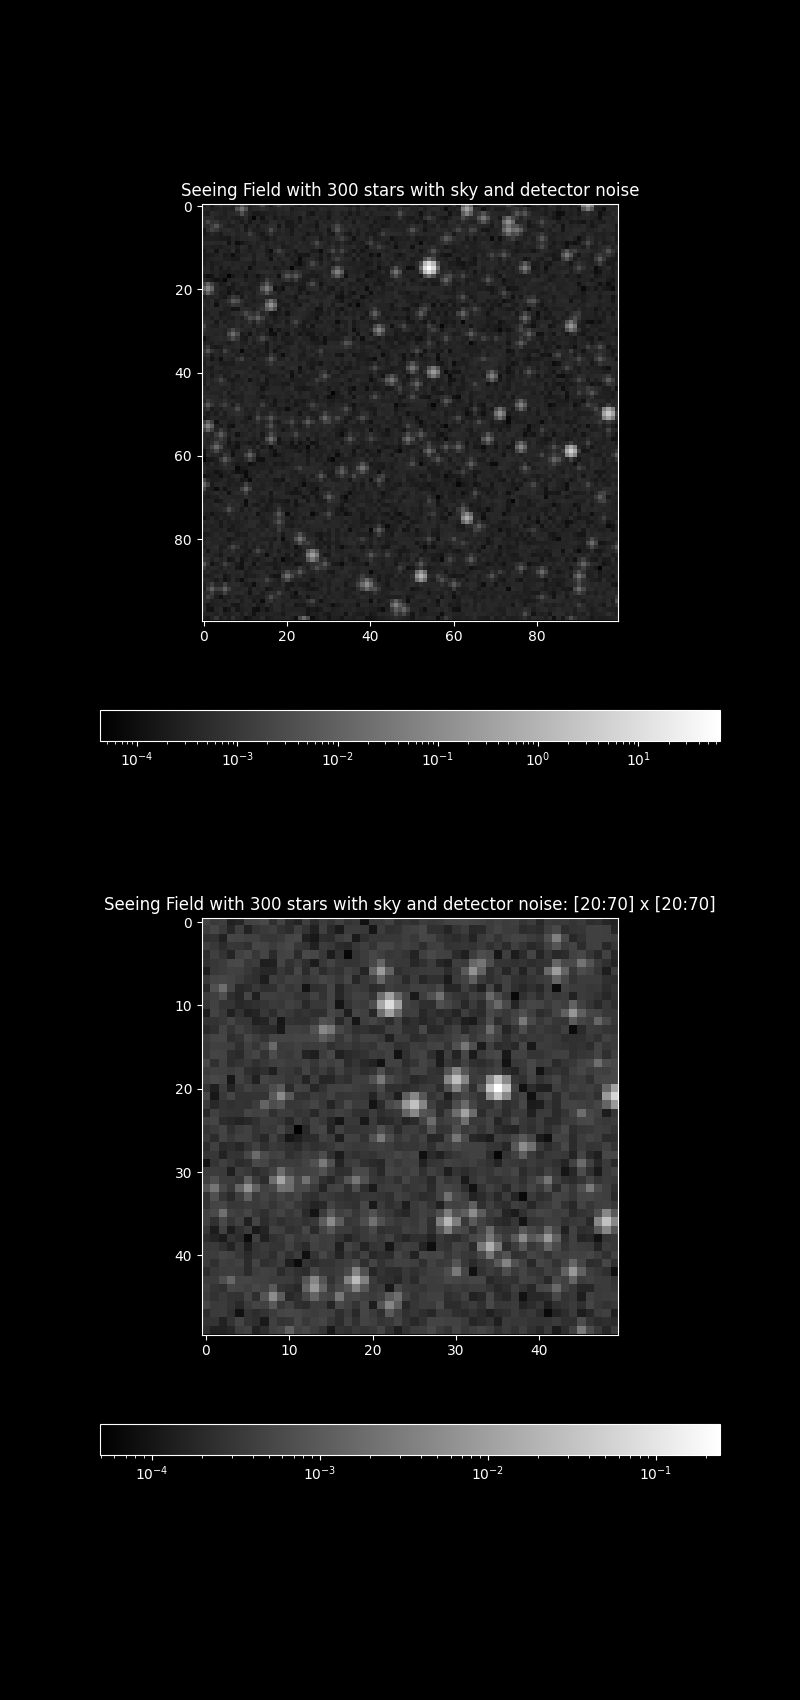 Seeing Field with 300 stars with sky and detector noise
0
20
40
60
80
0 20 40 60 80
10⁻⁴ 10⁻³ 10⁻² 10⁻¹ 10⁰ 10¹
Seeing Field with 300 stars with sky and detector noise: [20:70] x [20:70]
0
10
20
30
40
0 10 20 30 40
10⁻⁴ 10⁻³ 10⁻² 10⁻¹